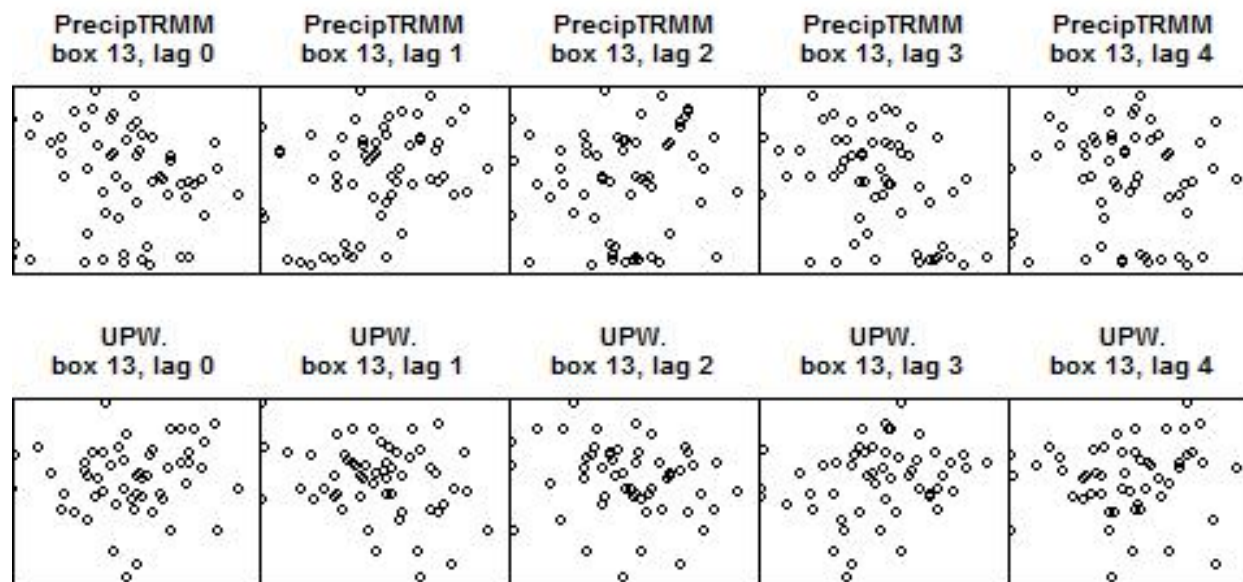 PrecipTRMM PrecipTRMM PrecipTRMM PrecipTRMM PrecipTRMM
box 13, lag 0 box 13, lag 1 box 13, lag 2 box 13, lag 3 box 13, lag 4
UPW. UPW. UPW. UPW. UPW.
box 13, lag 0 box 13, lag 1 box 13, lag 2 box 13, lag 3 box 13, lag 4